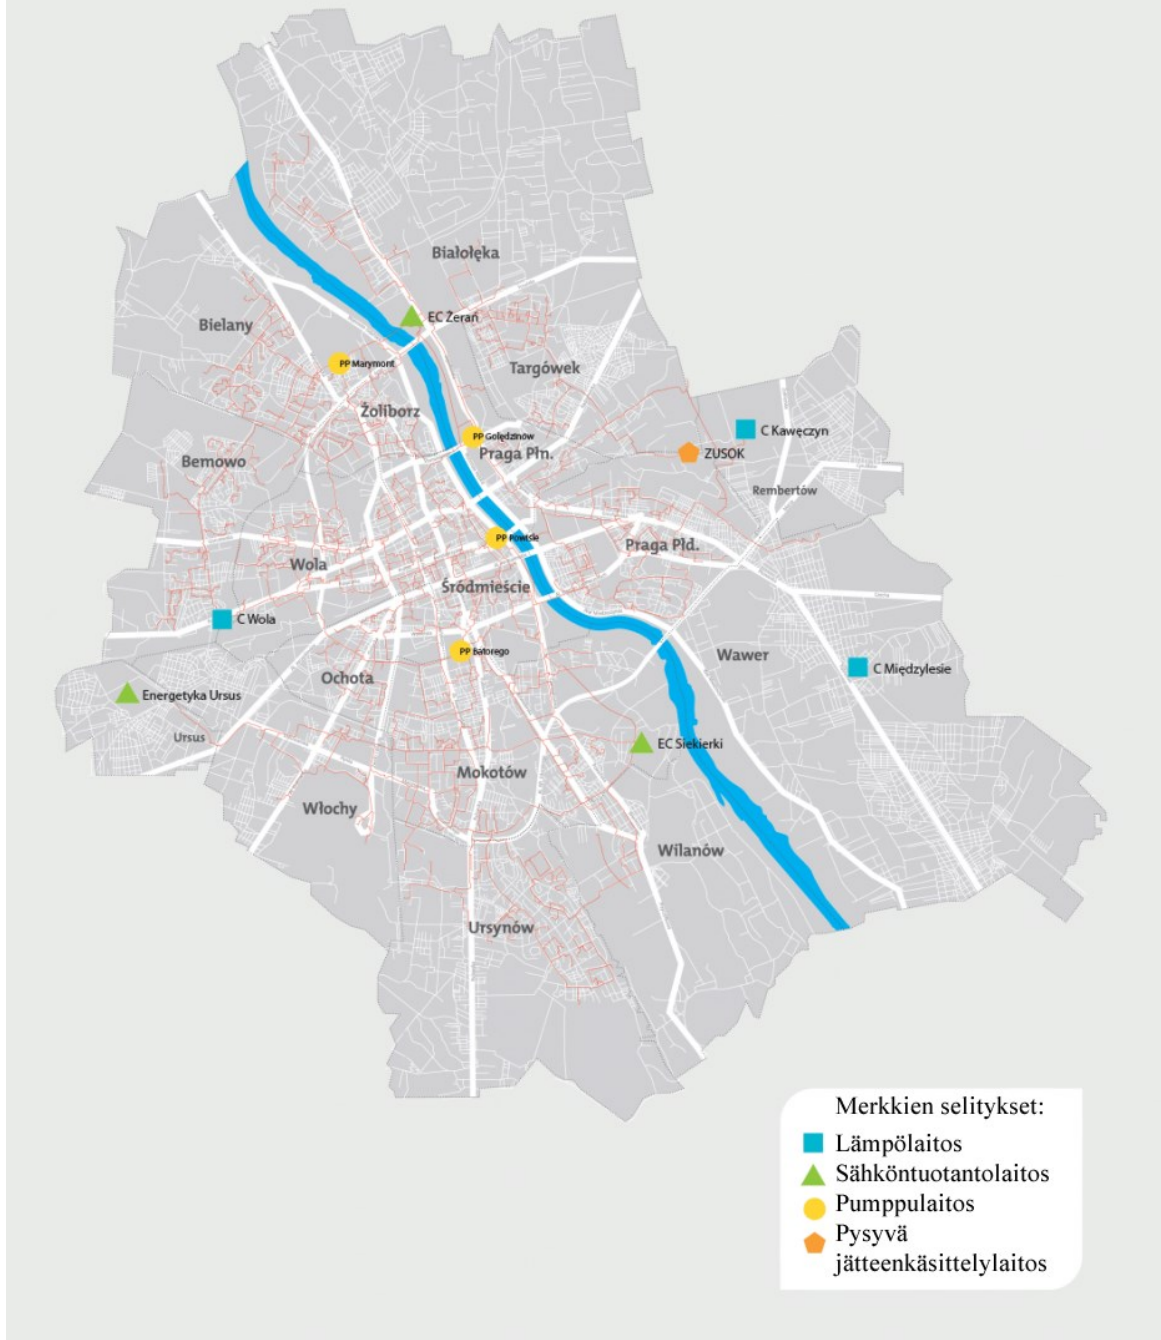 Białołęka
EC Żerań
Bielany
PP Marymont
Targówek
Żoliborz
C Kawęczyn
PP Golędzinów
Praga Płn.
ZUSOK
Bemowo
Rembertów
PP Powiśle
Praga Płd.
Wola
Śródmieście
C Wola
PP Batorego
Wawer
C Międzylesie
Ochota
Energetyka Ursus
Ursus
EC Siekierki
Mokotów
Włochy
Wilanów
Ursynów
Merkkien selitykset:
Lämpölaitos
Sähköntuotantolaitos
Pumppulaitos
Pysyvä
jätteenkäsittelylaitos